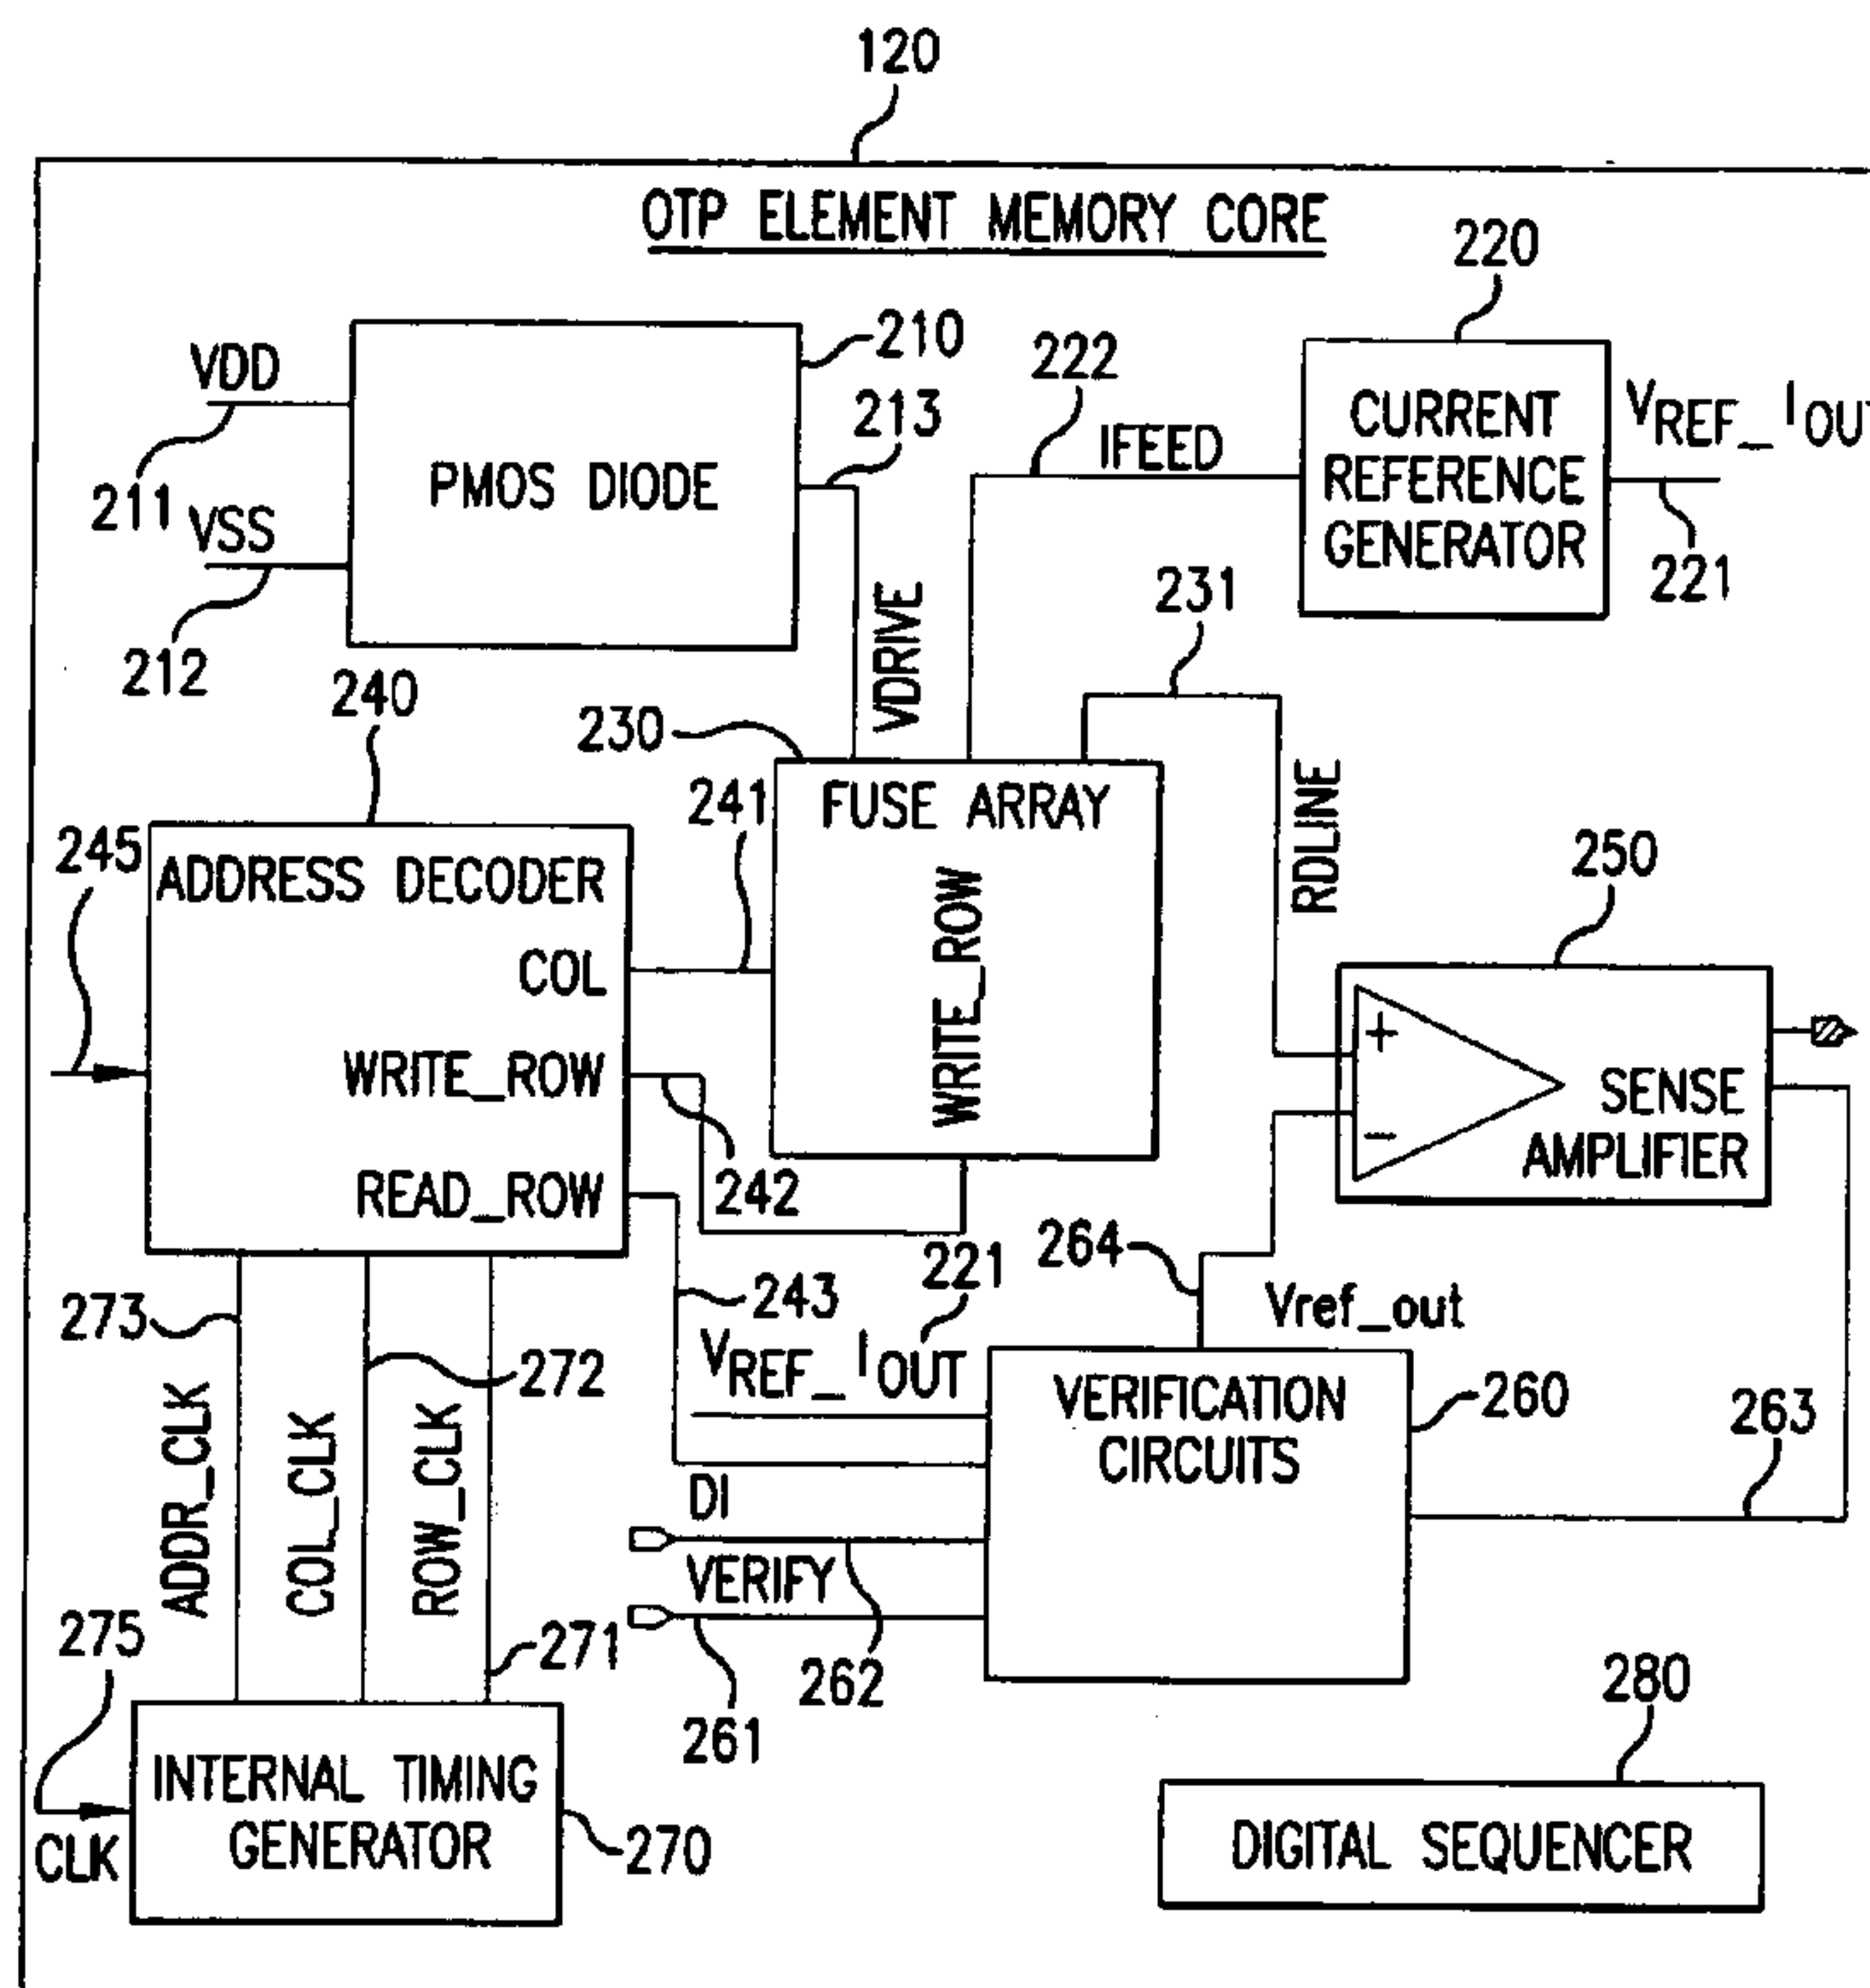 120
OTP ELEMENT MEMORY CORE
220
210
VDD
222
213
IFEED
CURRENT
REFERENCE
GENERATOR
VREF_IOUT
PMOS DIODE
211
VSS
221
231
212
VDRIVE
240
230
241
FUSE ARRAY
WRITE_ROW
RDLINE
245
ADDRESS DECODER
COL
WRITE_ROW
READ_ROW
250
+
−
SENSE
AMPLIFIER
242
264
221
243
Vref_out
273
272
VREF_IOUT
VERIFICATION
CIRCUITS
260
263
ADDR_CLK
COL_CLK
ROW_CLK
DI
VERIFY
275
271
262
261
280
INTERNAL TIMING
GENERATOR
CLK
270
DIGITAL SEQUENCER